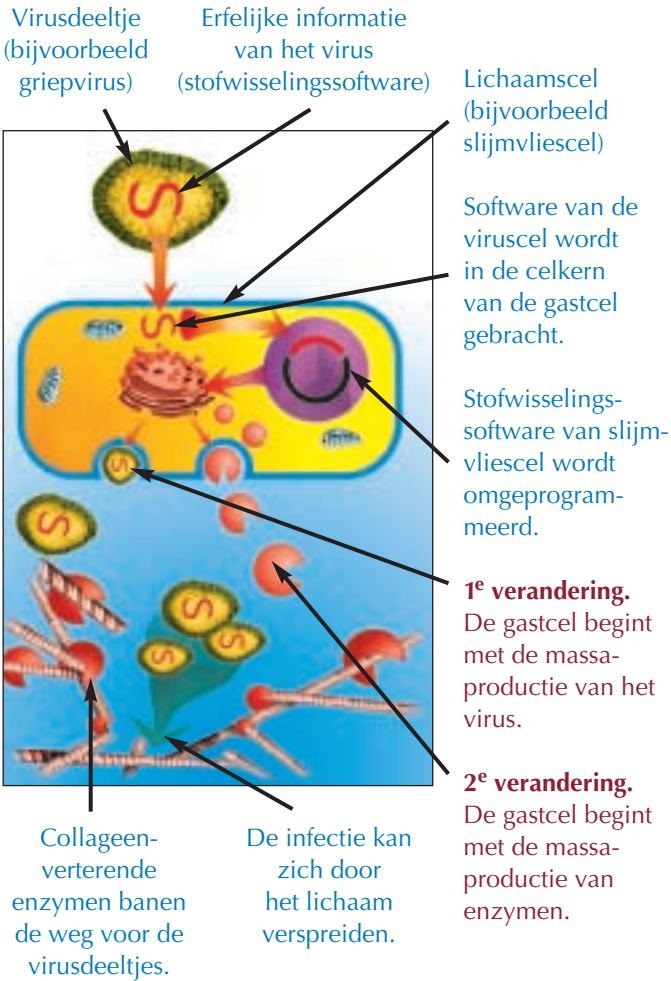 Virusdeeltje
(bijvoorbeeld
griepvirus)
Erfelijke informatie
van het virus
(stofwisselingssoftware)
Lichaamscel
(bijvoorbeeld
slijmvliescel)
Software van de
viruscel wordt
in de celkern
van de gastcel
gebracht.
Stofwisselings-
software van slijm-
vliescel wordt
omgeprogram-
meerd.
1e verandering.
De gastcel begint
met de massa-
productie van het
virus.
2e verandering.
De gastcel begint
met de massa-
productie van
enzymen.
Collageen-
verterende
enzymen banen
de weg voor de
virusdeeltjes.
De infectie kan
zich door
het lichaam
verspreiden.